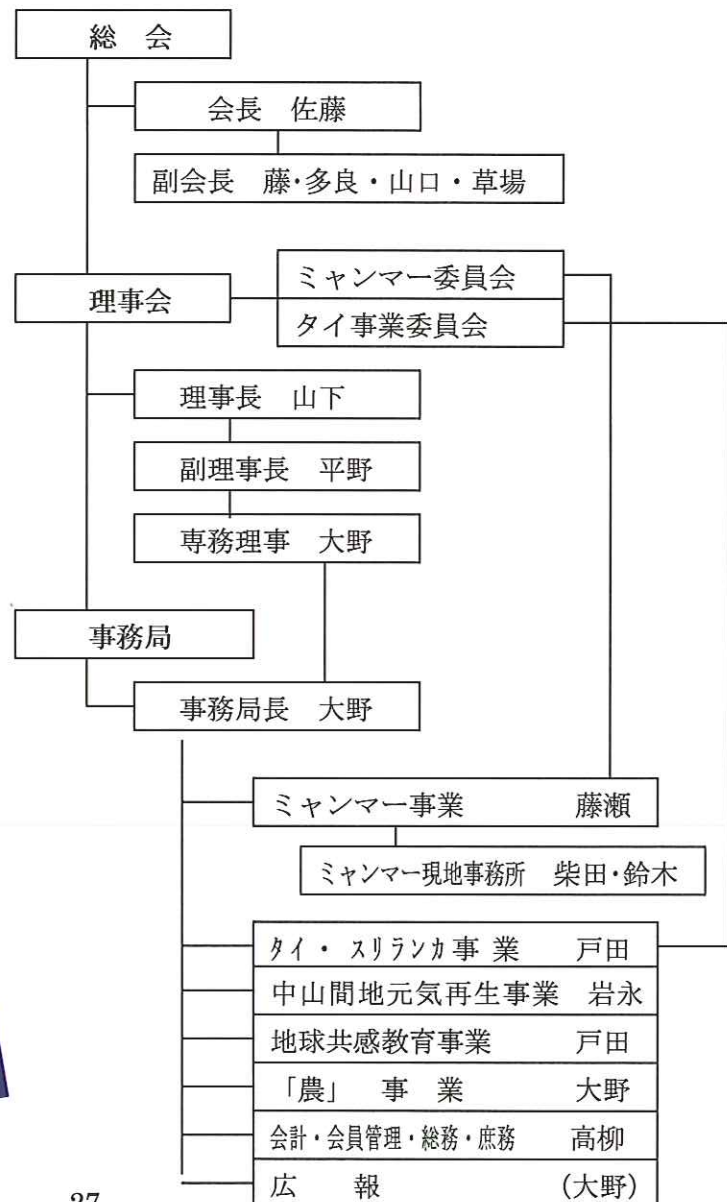 総　会
会長　佐藤
副会長　藤・多良・山口・草場
理事会
ミャンマー委員会
タイ事業委員会
理事長　山下
副理事長　平野
専務理事　大野
事務局
事務局長　大野
ミャンマー事業　藤瀬
ミャンマー現地事務所　柴田・鈴木
タイ・スリランカ事業　戸田
中山間地元気再生事業　岩永
地球共感教育事業　戸田
「農」　事　業　大野
会計・会員管理・総務・庶務　高柳
広　報　(大野)